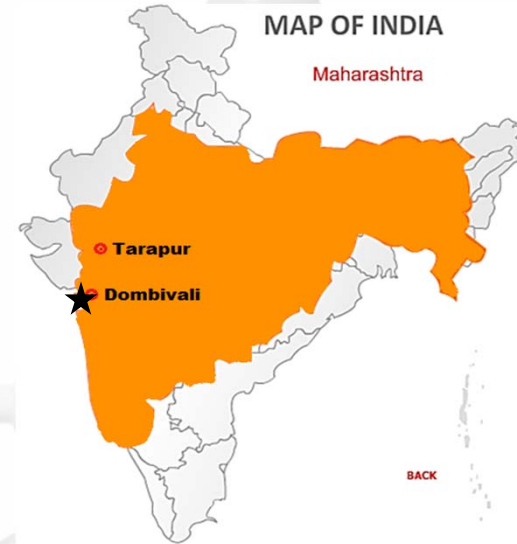 MAP OF INDIA
Maharashtra
Tarapur
Dombivali
BACK